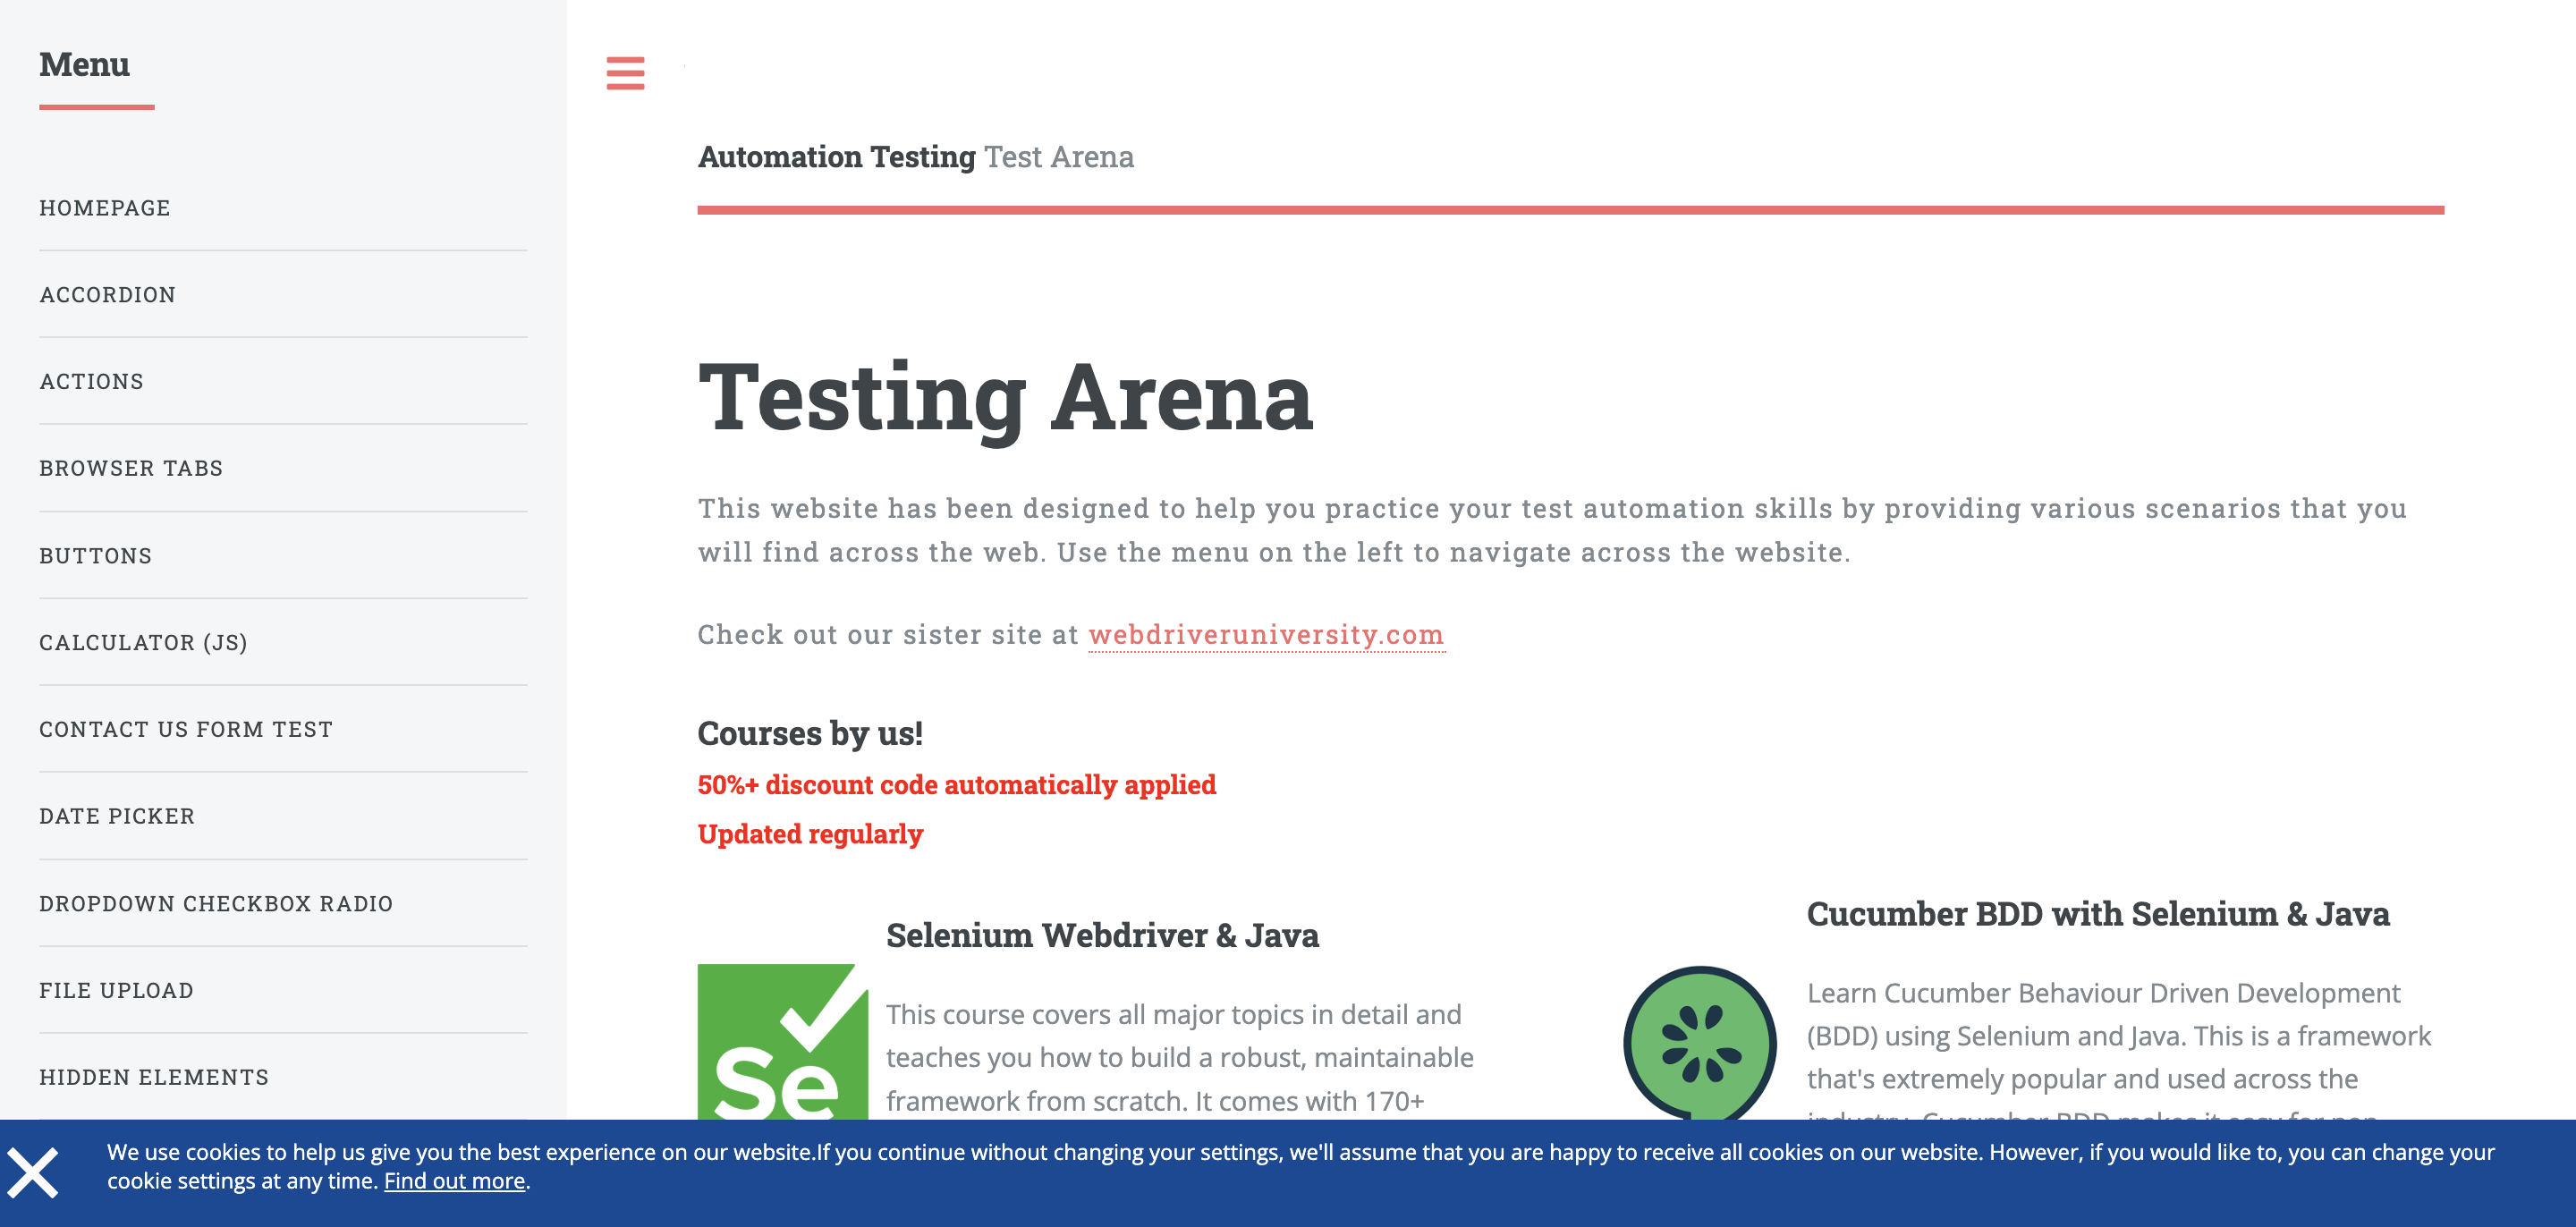 Menu
HOMEPAGE
ACCORDION
ACTIONS
BROWSER TABS
BUTTONS
CALCULATOR (JS)
CONTACT US FORM TEST
DATE PICKER
DROPDOWN CHECKBOX RADIO
FILE UPLOAD
HIDDEN ELEMENTS
Automation Testing Test Arena
Testing Arena
This website has been designed to help you practice your test automation skills by providing various scenarios that you
will find across the web. Use the menu on the left to navigate across the website.
Check out our sister site at webdriveruniversity.com
Courses by us!
50%+ discount code automatically applied
Updated regularly
Selenium Webdriver & Java
Se
This course covers all major topics in detail and
teaches you how to build a robust, maintainable
framework from scratch. It comes with 170+
Cucumber BDD with Selenium & Java
Learn Cucumber Behaviour Driven Development
(BDD) using Selenium and Java. This is a framework
that's extremely popular and used across the
industry. Cucumber BDD makes it easy for non
We use cookies to help us give you the best experience on our website.If you continue without changing your settings, we'll assume that you are happy to receive all cookies on our website. However, if you would like to, you can change your
cookie settings at any time. Find out more.